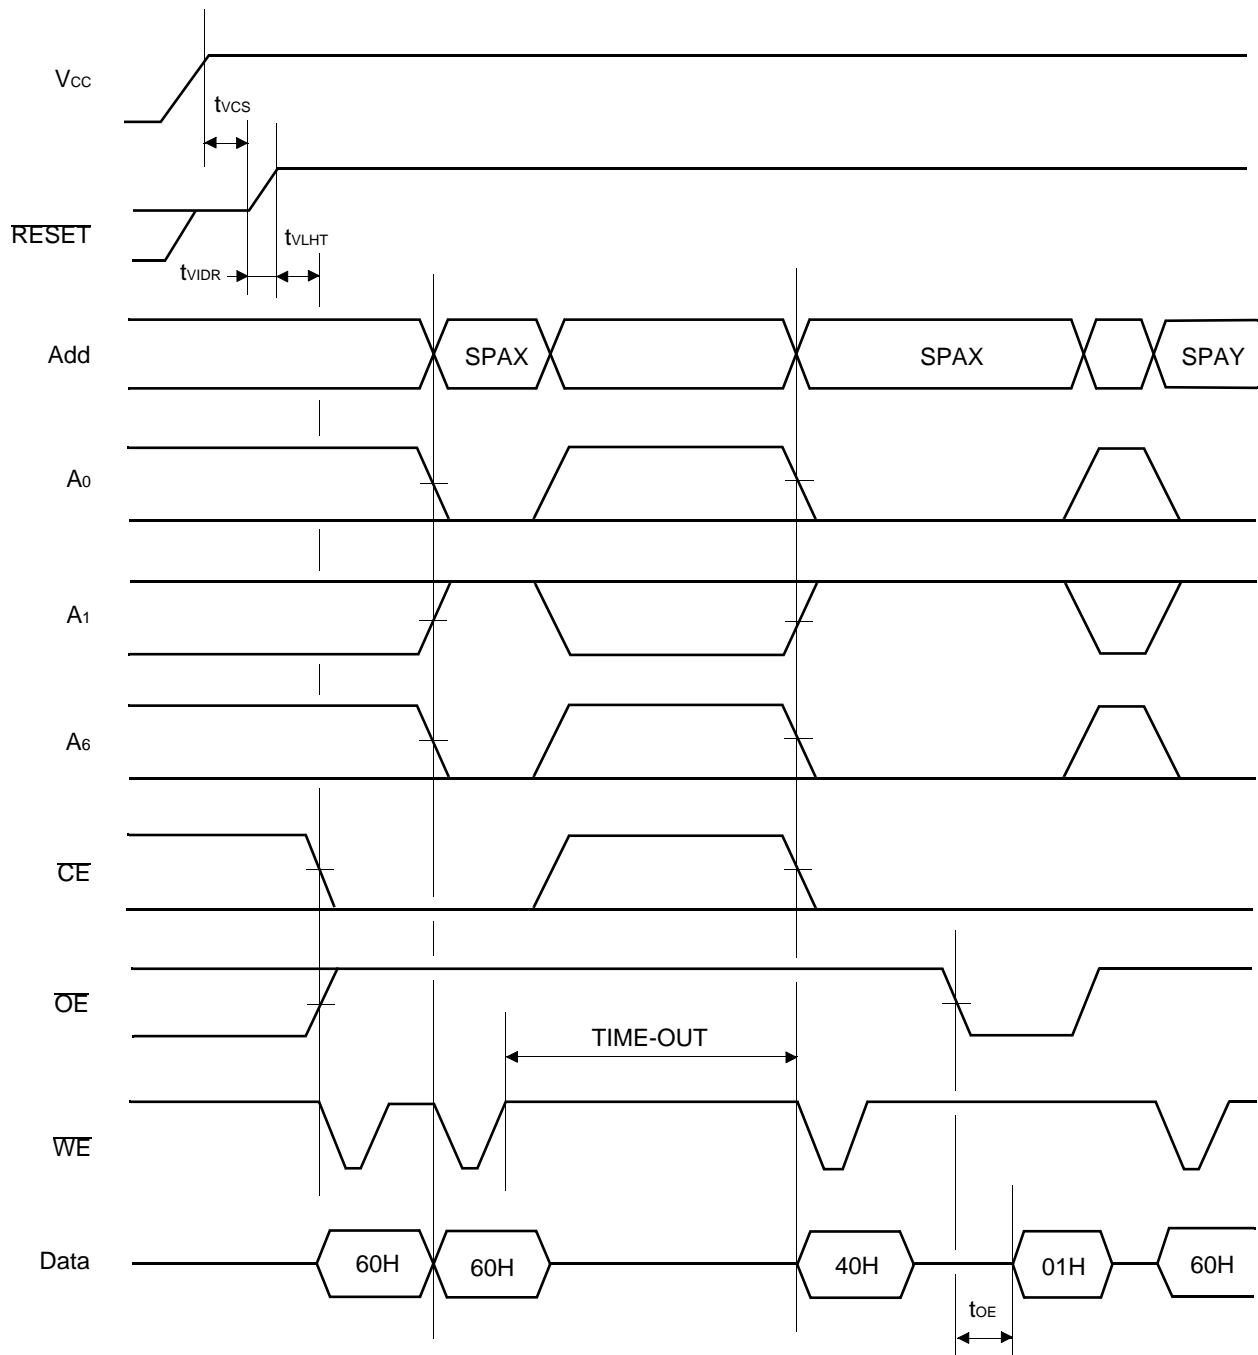 VCC
tVCS
RESET
tVLHT
tVIDR
Add
SPAX
SPAX
SPAY
A0
A1
A6
CE
OE
TIME-OUT
WE
Data
60H
60H
40H
01H
60H
tOE